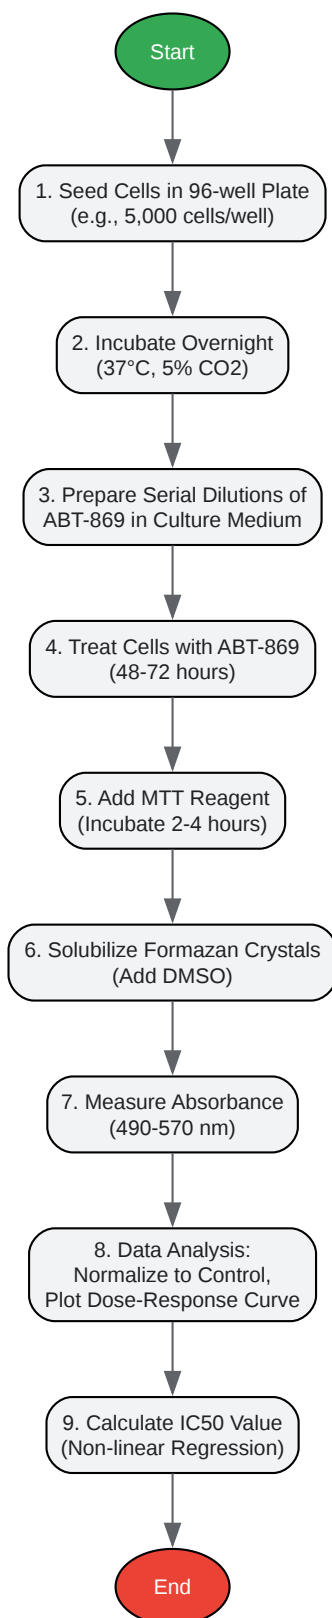 Start
1. Seed Cells in 96-well Plate
(e.g., 5,000 cells/well)
2. Incubate Overnight
(37°C, 5% CO2)
3. Prepare Serial Dilutions of
ABT-869 in Culture Medium
4. Treat Cells with ABT-869
(48-72 hours)
5. Add MTT Reagent
(Incubate 2-4 hours)
6. Solubilize Formazan Crystals
(Add DMSO)
7. Measure Absorbance
(490-570 nm)
8. Data Analysis:
Normalize to Control,
Plot Dose-Response Curve
9. Calculate IC50 Value
(Non-linear Regression)
End